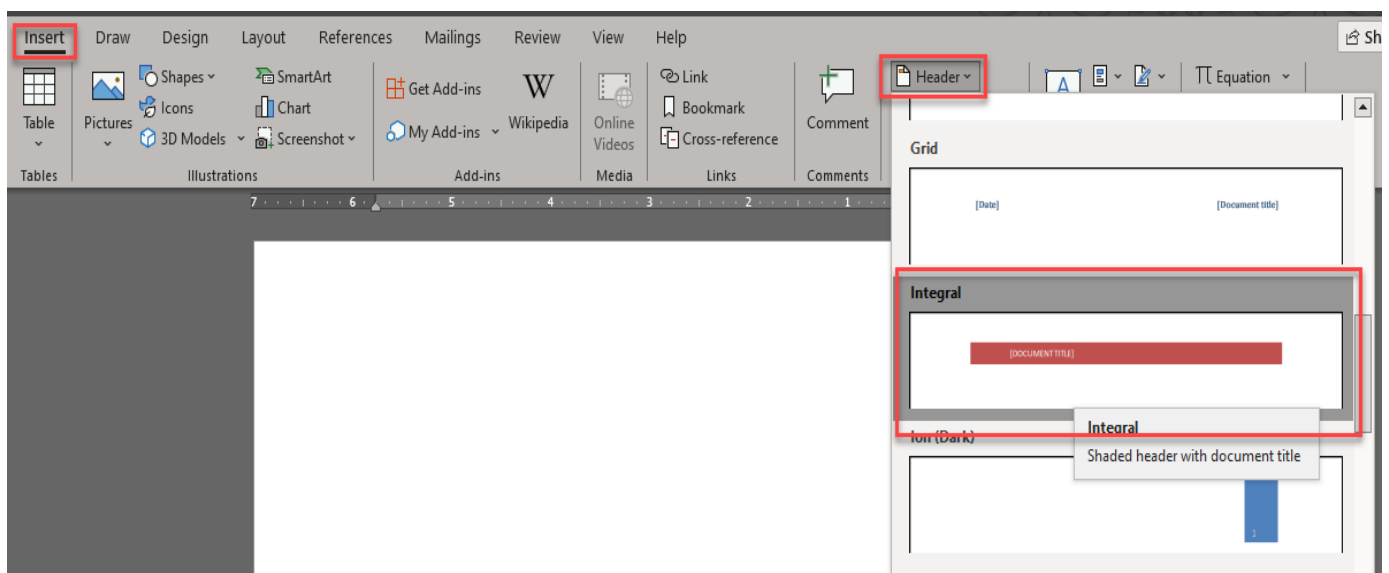 Insert Draw Design Layout References Mailings Review View Help Sh
Shapes SmartArt Get Add-ins W Link Header A Equation
Icons Chart Bookmark
Table Pictures 3D Models Screenshot My Add-ins Wikipedia Online Videos Cross-reference Comment
Tables Illustrations Add-ins Media Links Comments
7 6 5 4 3 2 1
Grid
[Date] [Document title]
Integral
[DOCUMENT TITLE]
Integral
Ion (Dark)
Shaded header with document title
1